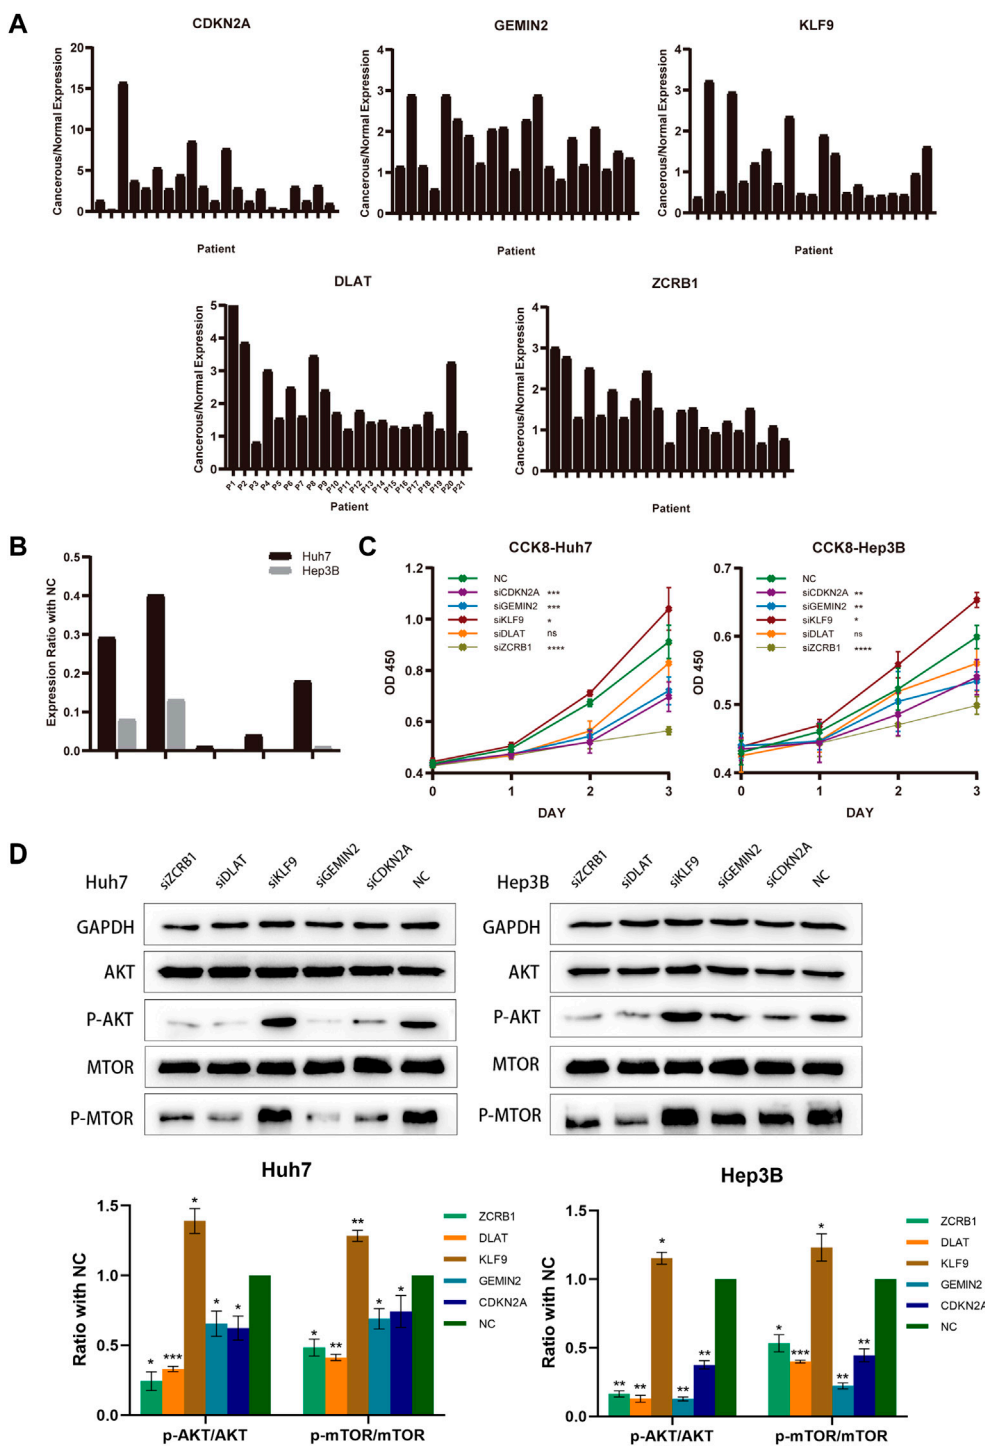 A
CDKN2A
GEMIN2
KLF9
Cancerous/Normal Expression
20
15
10
5
0
Patient
Cancerous/Normal Expression
4
3
2
1
0
Patient
Cancerous/Normal Expression
4
3
2
1
0
Patient
DLAT
ZCRB1
Cancerous/Normal Expression
5
4
3
2
1
0
P1 P2 P3 P4 P5 P6 P7 P8 P9 P10 P11 P12 P13 P14 P15 P16 P17 P18 P19 P20 P21
Patient
Cancerous/Normal Expression
4
3
2
1
0
Patient
B
Expression Ratio with NC
0.5
0.4
0.3
0.2
0.1
0.0
Huh7
Hep3B
C
CCK8-Huh7
OD 450
1.2
1.0
0.8
0.6
0.4
NC
siCDKN2A ***
siGEMIN2 ***
siKLF9 *
siDLAT ns
siZCRB1 ****
0 1 2 3
DAY
CCK8-Hep3B
OD 450
0.7
0.6
0.5
0.4
NC
siCDKN2A **
siGEMIN2 **
siKLF9 *
siDLAT ns
siZCRB1 ****
0 1 2 3
DAY
D
Huh7
siZCRB1 siDLAT siKLF9 siGEMIN2 siCDKN2A NC
GAPDH
AKT
P-AKT
MTOR
P-MTOR
Hep3B
siZCRB1 siDLAT siKLF9 siGEMIN2 siCDKN2A NC
GAPDH
AKT
P-AKT
MTOR
P-MTOR
Huh7
Ratio with NC
1.5
1.0
0.5
0.0
* *** * * *
* ** ** * *
ZCRB1
DLAT
KLF9
GEMIN2
CDKN2A
NC
p-AKT/AKT p-mTOR/mTOR
Hep3B
Ratio with NC
1.5
1.0
0.5
0.0
** ** * ** **
* *** * ** **
ZCRB1
DLAT
KLF9
GEMIN2
CDKN2A
NC
p-AKT/AKT p-mTOR/mTOR